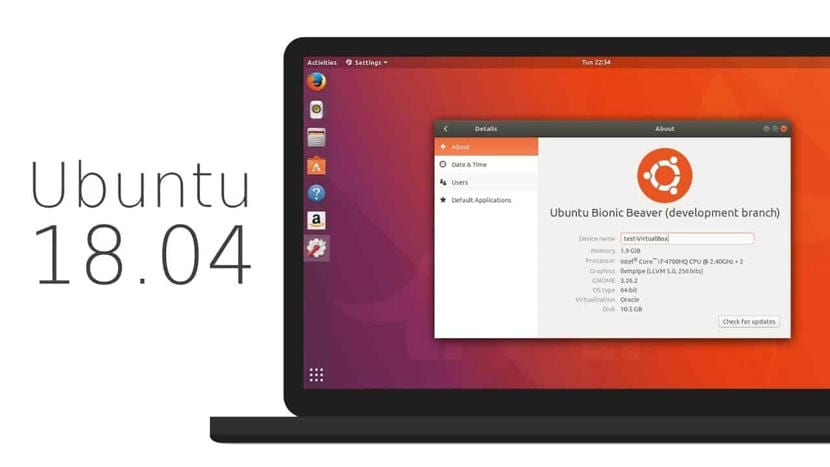 Ubuntu
18.04
Activities Settings Tue 22:34
Details About
About
Date & Time
Users
Default Applications
Ubuntu Bionic Beaver (development branch)
Device name test-VirtualBox
Memory 1.9 GiB
Processor Intel® Core™ i7-4700HQ CPU @ 2.40GHz × 2
Graphics llvmpipe (LLVM 5.0, 256 bits)
GNOME 3.26.2
OS type 64-bit
Virtualization Oracle
Disk 10.5 GB
Check for updates